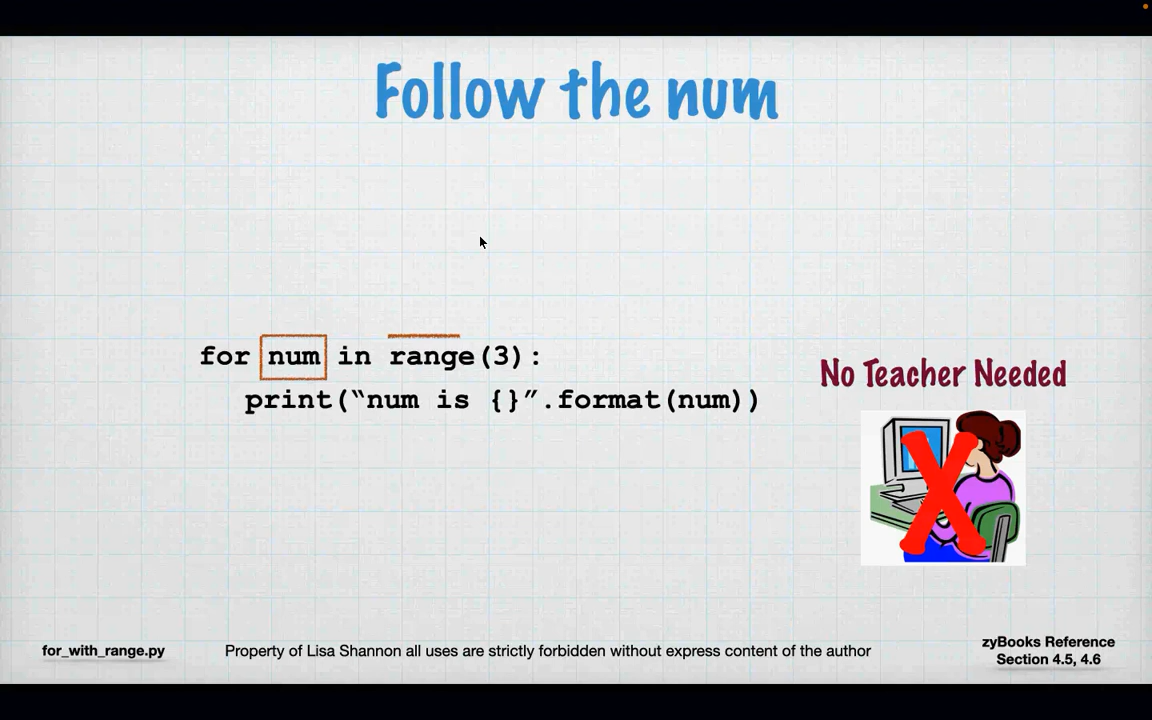 Follow the num
for num in range(3):
print(“num is {}”.format(num))
No Teacher Needed
X
for_with_range.py
Property of Lisa Shannon all uses are strictly forbidden without express content of the author
zyBooks Reference
Section 4.5, 4.6